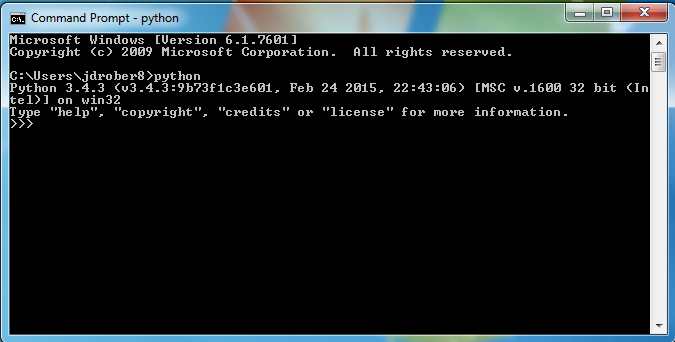 Command Prompt - python
Microsoft Windows [Version 6.1.7601]
Copyright (c) 2009 Microsoft Corporation.  All rights reserved.
C:\Users\jdrober8>python
Python 3.4.3 (v3.4.3:9b73f1c3e601, Feb 24 2015, 22:43:06) [MSC v.1600 32 bit (In
tel)] on win32
Type "help", "copyright", "credits" or "license" for more information.
>>>